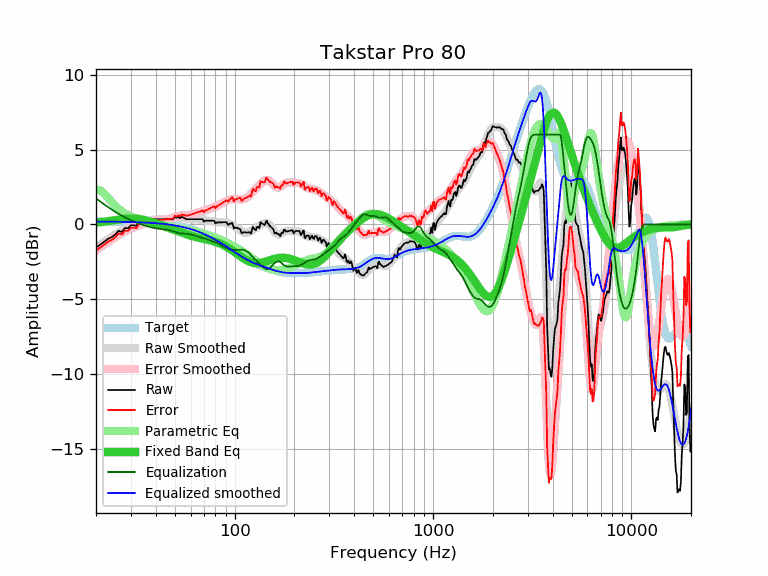 Takstar Pro 80
10
5
0
−5
−10
−15
Amplitude (dBr)
Target
Raw Smoothed
Error Smoothed
Raw
Error
Parametric Eq
Fixed Band Eq
Equalization
Equalized smoothed
100
1000
10000
Frequency (Hz)